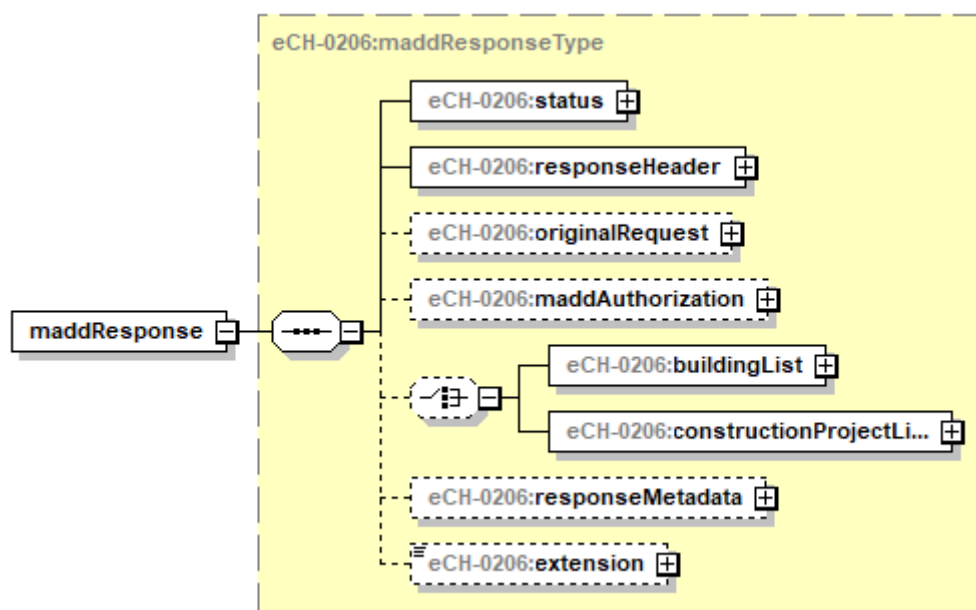 eCH-0206:maddResponseType
eCH-0206:status
eCH-0206:responseHeader
eCH-0206:originalRequest
eCH-0206:maddAuthorization
maddResponse
eCH-0206:buildingList
eCH-0206:constructionProjectLi...
eCH-0206:responseMetadata
eCH-0206:extension